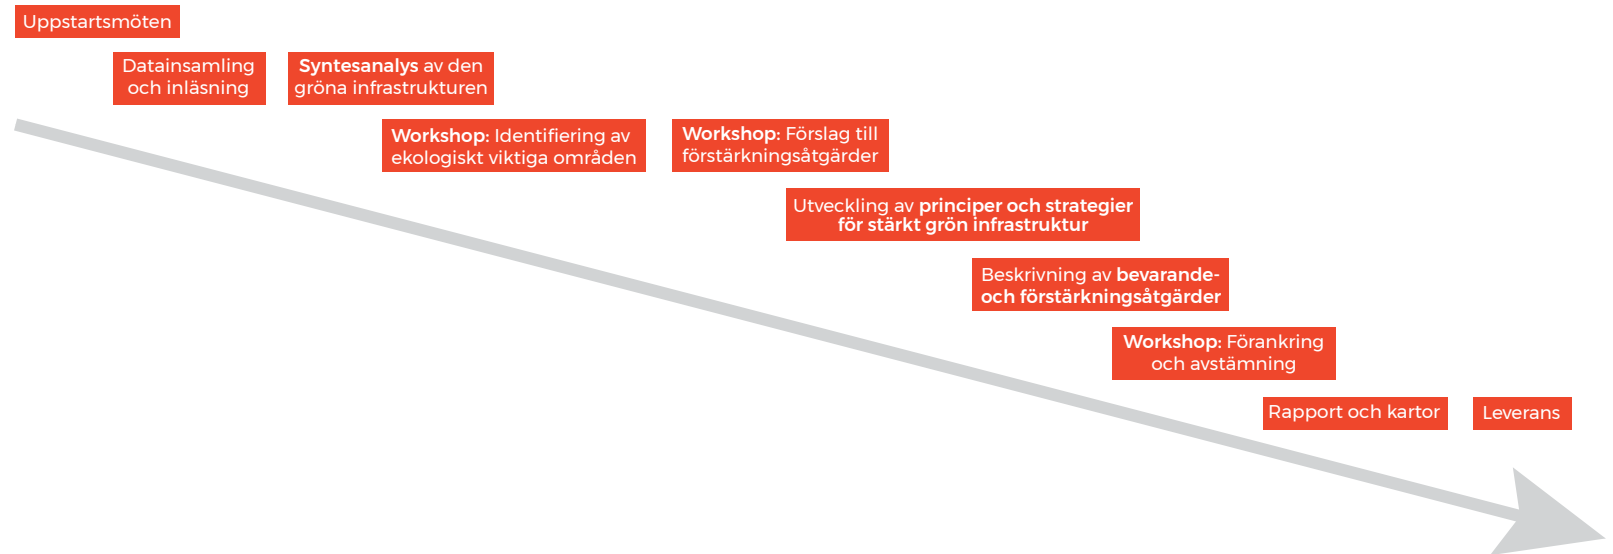 Uppstartsmöten
Datainsamling
och inläsning
Syntesanalys av den
gröna infrastrukturen
Workshop: Identifiering av
ekologiskt viktiga områden
Workshop: Förslag till
förstärkningsåtgärder
Utveckling av principer och strategier
för stärkt grön infrastruktur
Beskrivning av bevarande-
och förstärkningsåtgärder
Workshop: Förankring
och avstämning
Rapport och kartor
Leverans